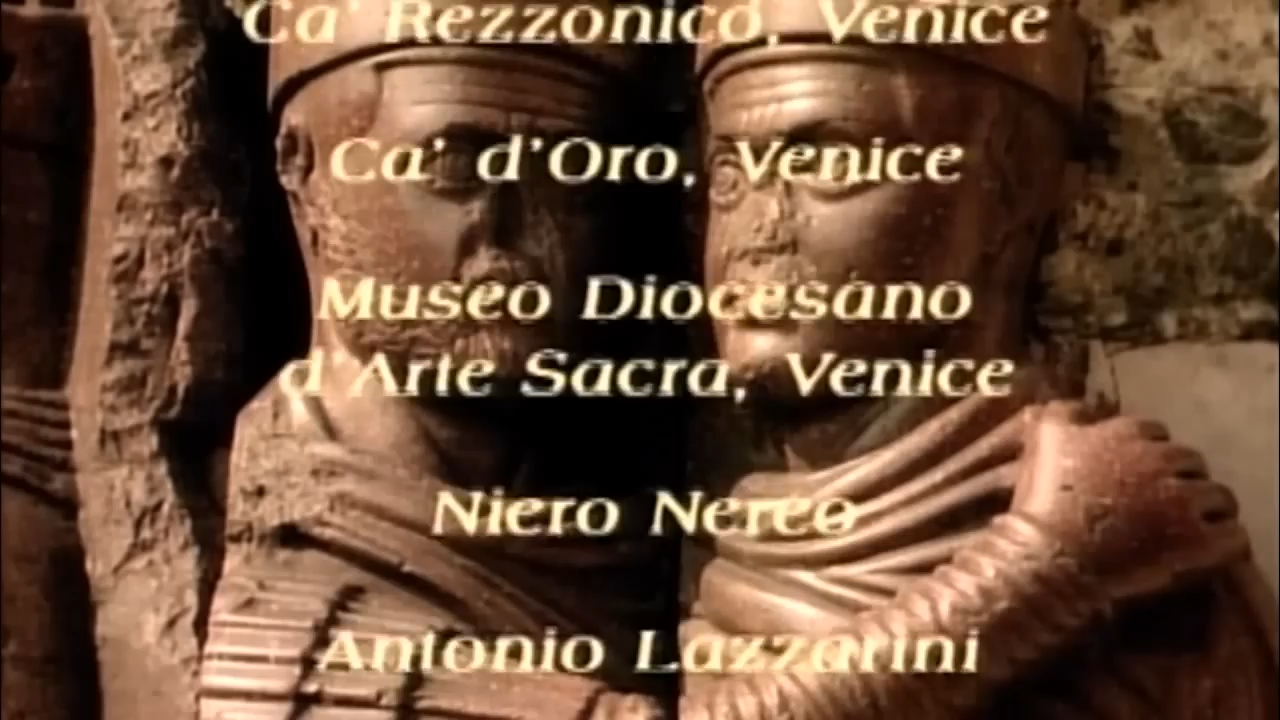 Ca' Rezzonico, Venice
Ca' d'Oro, Venice
Museo Diocesano
d'Arte Sacra, Venice
Niero Nereo
Antonio Lazzarini